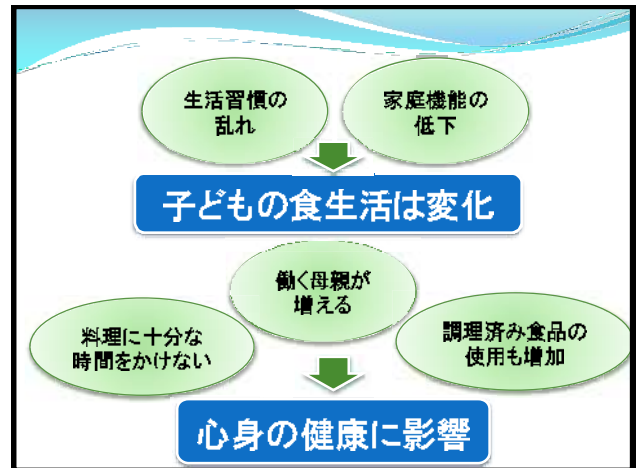 生活習慣の
乱れ
家庭機能の
低下
子どもの食生活は変化
働く母親が
増える
料理に十分な
時間をかけない
調理済み食品の
使用も増加
心身の健康に影響